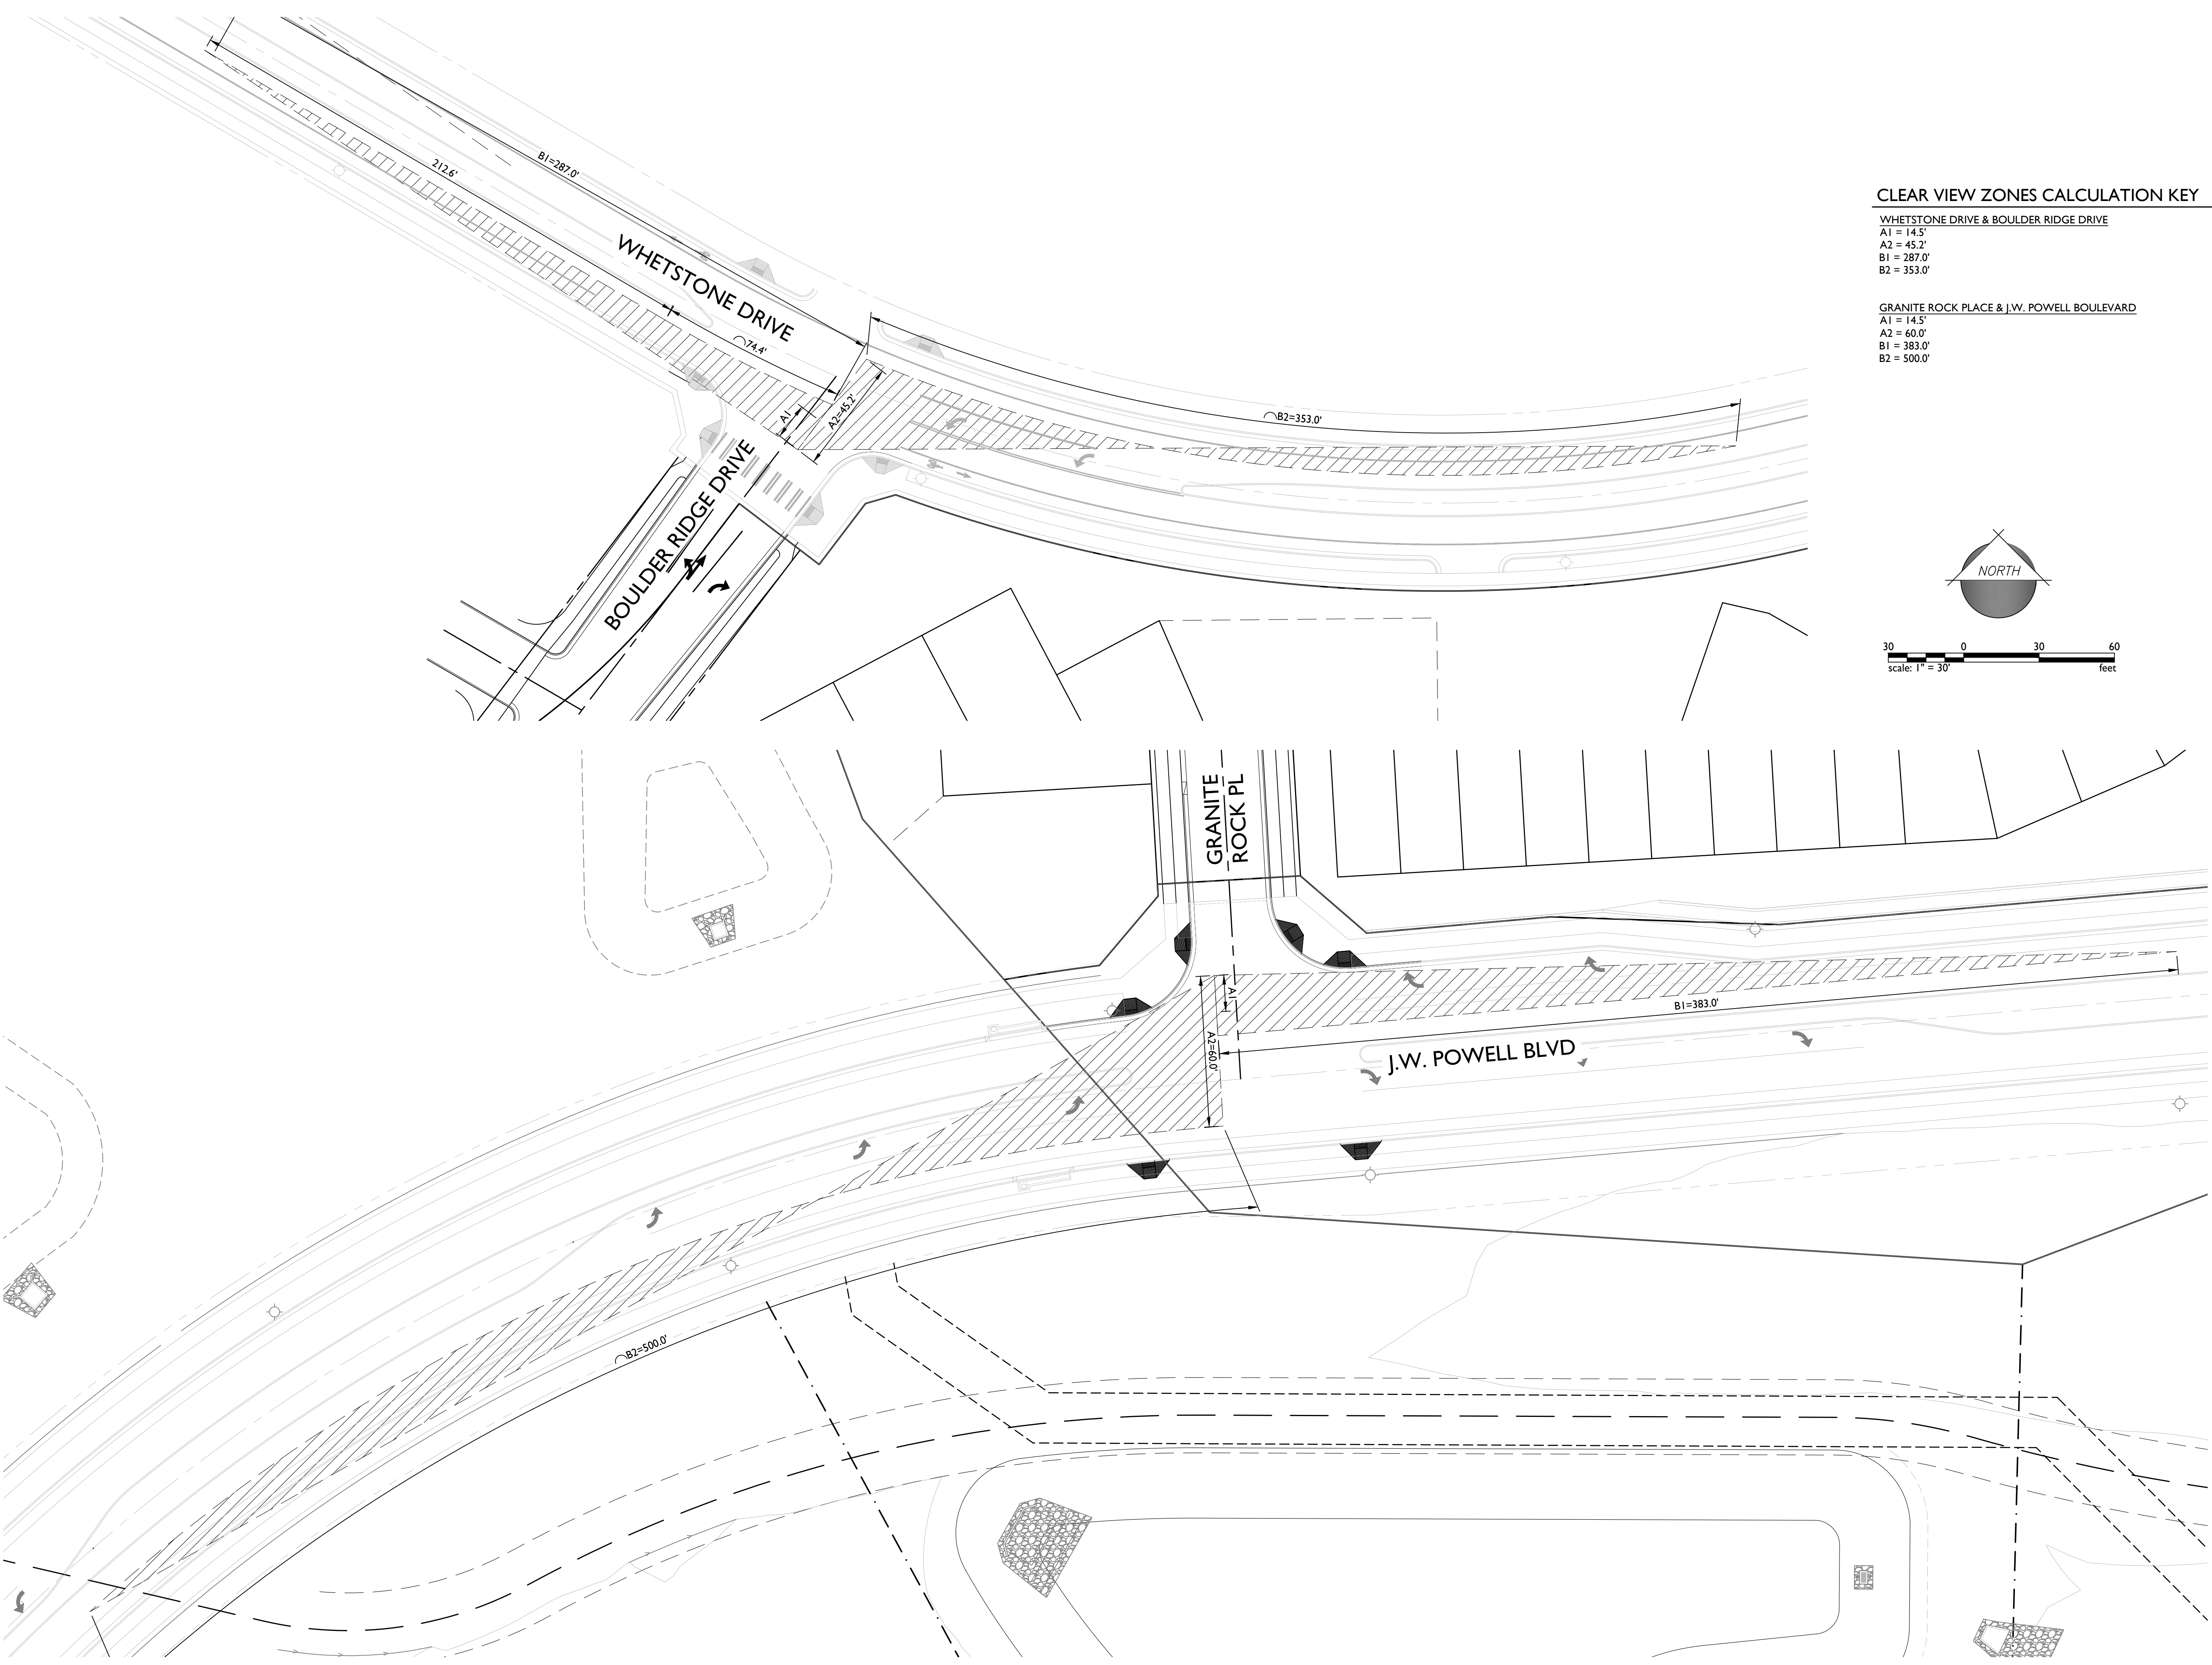 B1=287.0'
212.6'
WHETSTONE DRIVE
74.4'
A1
A2=45.2'
B2=353.0'
BOULDER RIDGE DRIVE
CLEAR VIEW ZONES CALCULATION KEY
WHETSTONE DRIVE & BOULDER RIDGE DRIVE
A1 = 14.5'
A2 = 45.2'
B1 = 287.0'
B2 = 353.0'
GRANITE ROCK PLACE & J.W. POWELL BOULEVARD
A1 = 14.5'
A2 = 60.0'
B1 = 383.0'
B2 = 500.0'
NORTH
30 0 30 60
scale: 1" = 30' feet
GRANITE
ROCK PL
A1
A2=60.0'
B1=383.0'
J.W. POWELL BLVD
B2=500.0'